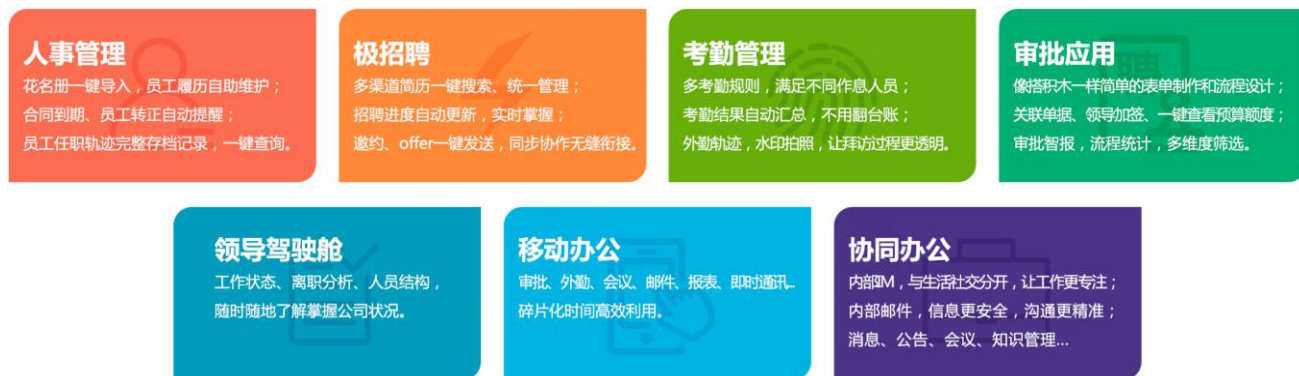 人事管理
花名册一键导入，员工履历自助维护；
合同到期、员工转正自动提醒；
员工任职轨迹完整存档记录，一键查询。
极招聘
多渠道简历一键搜索、统一管理；
招聘进度自动更新，实时掌握；
邀约、offer一键发送，同步协作无缝衔接。
考勤管理
多考勤规则，满足不同作息人员；
考勤结果自动汇总，不用翻台账；
外勤轨迹，水印拍照，让拜访过程更透明。
审批应用
像搭积木一样简单的表单制作和流程设计；
关联单据、领导加签、一键查看预算额度；
审批智报，流程统计，多维度筛选。
聘
领导驾驶舱
工作状态、离职分析、人员结构，
随时随地了解掌握公司状况。
移动办公
审批、外勤、会议、邮件、报表、即时通讯...
碎片化时间高效利用。
协同办公
内部IM，与生活社交分开，让工作更专注；
内部邮件，信息更安全，沟通更精准；
消息、公告、会议、知识管理...